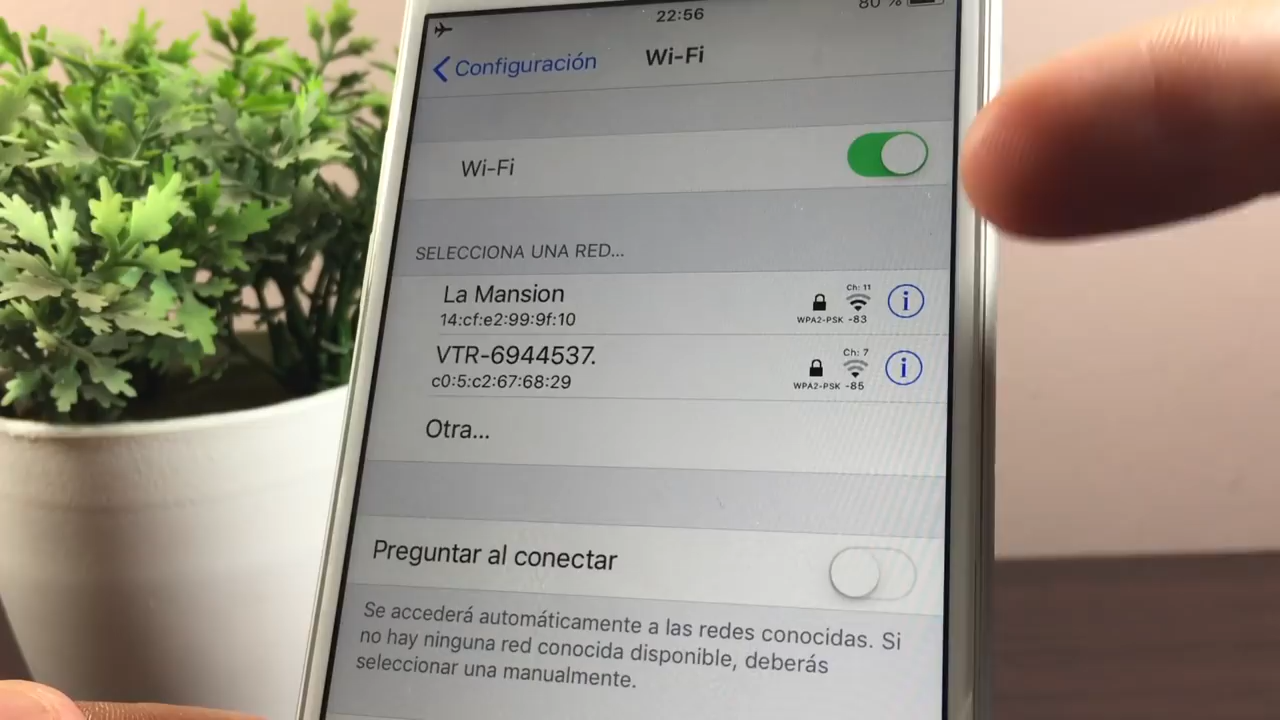 22:56
80 %
Configuración
Wi-Fi
Wi-Fi
SELECCIONA UNA RED...
La Mansion
14:cf:e2:99:9f:10
Ch: 11
WPA2-PSK -83
VTR-6944537.
c0:5:c2:67:68:29
Ch: 7
WPA2-PSK -85
Otra...
Preguntar al conectar
Se accederá automáticamente a las redes conocidas. Si
no hay ninguna red conocida disponible, deberás
seleccionar una manualmente.